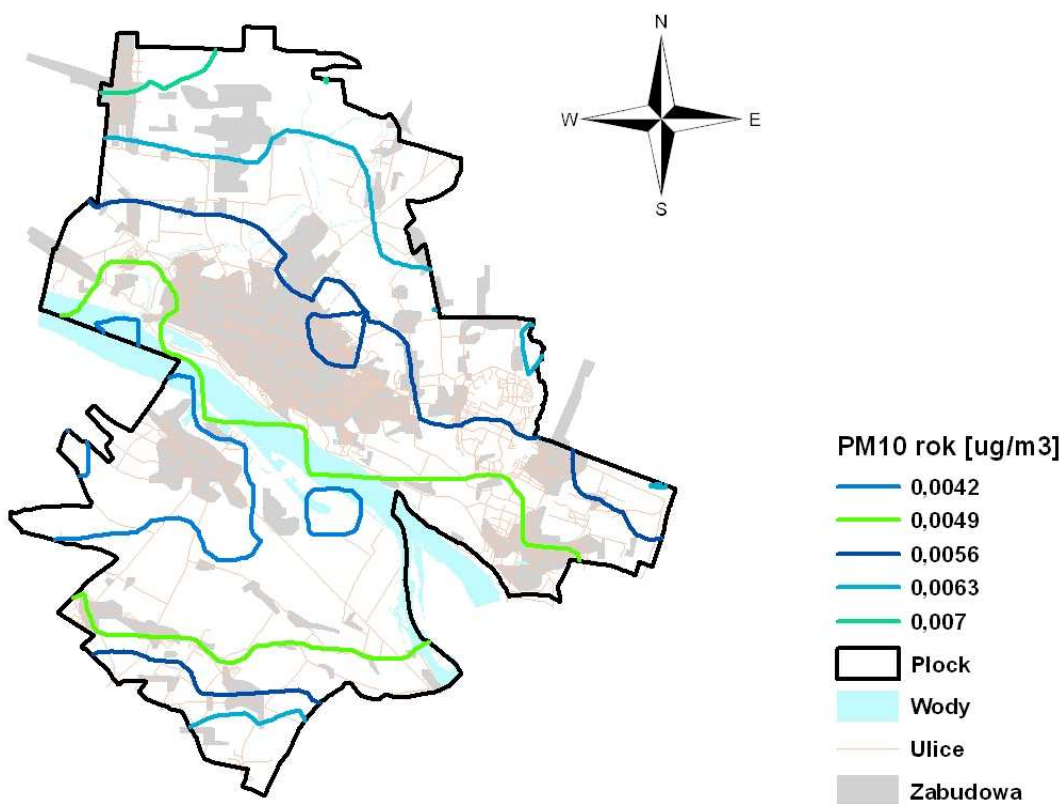 N
W
E
S
PM10 rok [ug/m3]
0,0042
0,0049
0,0056
0,0063
0,007
Plock
Wody
Ulice
Zabudowa